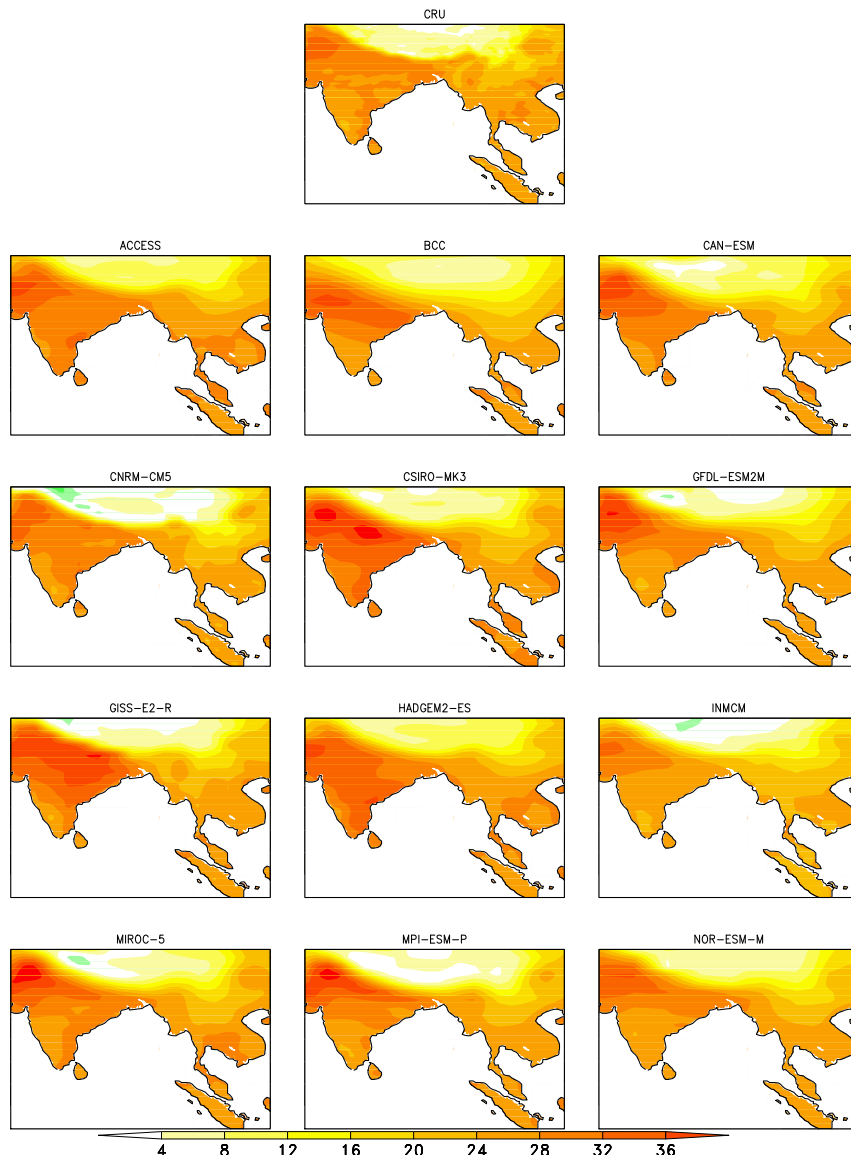 CRU
ACCESS BCC CAN-ESM
CNRM-CM5 CSIRO-MK3 GFDL-ESM2M
GISS-E2-R HADGEM2-ES INMCM
MIROC-5 MPI-ESM-P NOR-ESM-M
4 8 12 16 20 24 28 32 36